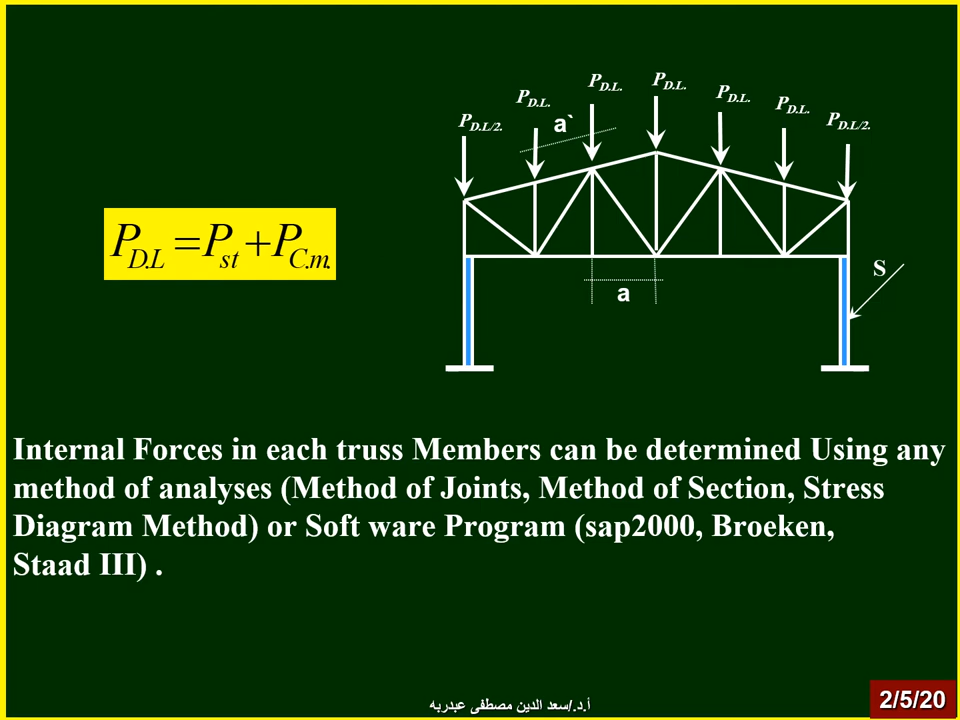 P_D.L/2.
P_D.L.
P_D.L.
P_D.L.
P_D.L.
P_D.L.
P_D.L/2.
a`
P_D.L = P_st + P_C.m.
S
a
Internal Forces in each truss Members can be determined Using any
method of analyses (Method of Joints, Method of Section, Stress
Diagram Method) or Soft ware Program (sap2000, Broeken,
Staad III) .
أ.د./سعد الدين مصطفى عبدربه
2/5/20